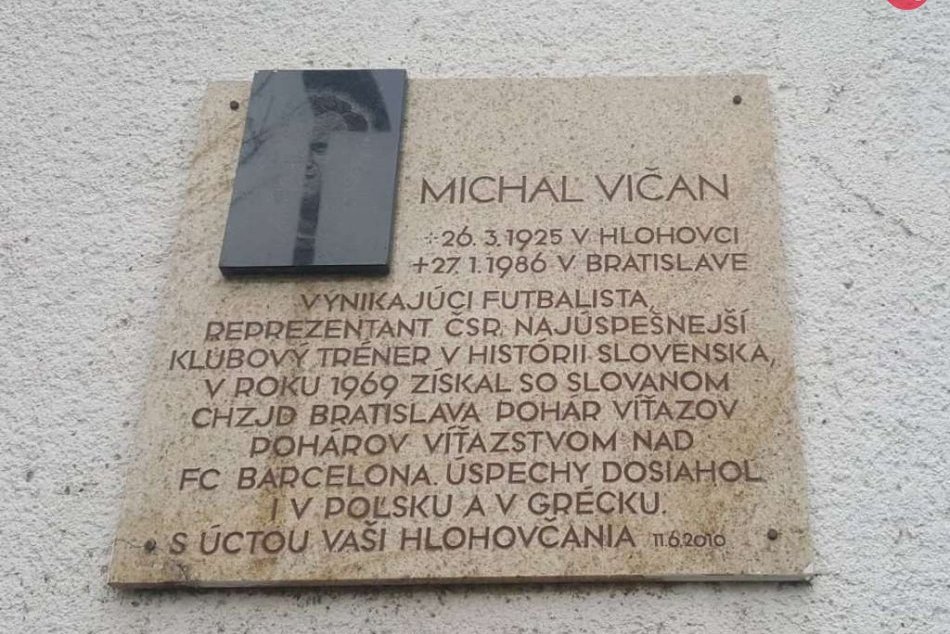 MICHAL VIČAN
÷26. 3. 1925 V HLOHOVCI
+27. 1. 1986 V BRATISLAVE
VYNIKAJÚCI FUTBALISTA,
REPREZENTANT ČSR. NAJÚSPEŠNEJŠÍ
KLUBOVÝ TRÉNER V HISTÓRII SLOVENSKA,
V ROKU 1969 ZÍSKAL SO SLOVANOM
CHZJD BRATISLAVA POHÁR VÍŤAZOV
POHÁROV VÍŤAZSTVOM NAD
FC BARCELONA. ÚSPECHY DOSIAHOL
I V POĽSKU A V GRÉCKU.
S ÚCTOU VAŠI HLOHOVČANIA 11.6.2010